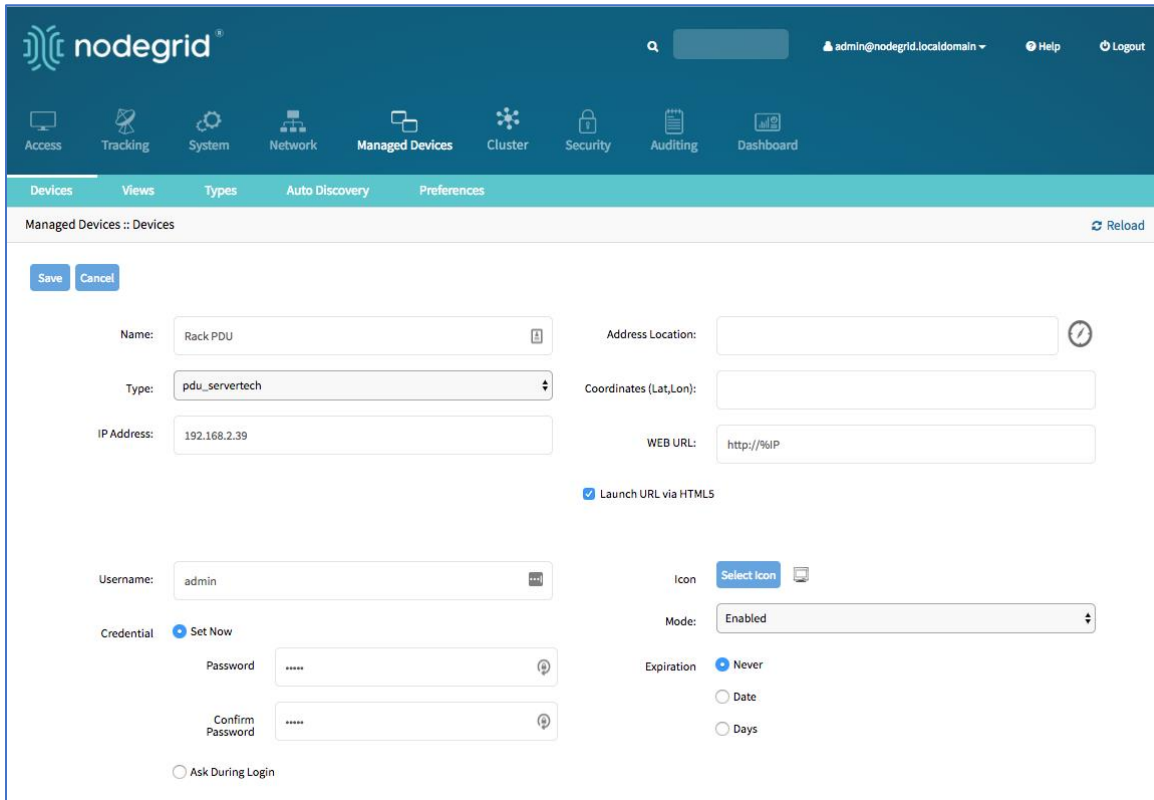 nodegrid®
admin@nodegrid.localdomain
Help
Logout
Access
Tracking
System
Network
Managed Devices
Cluster
Security
Auditing
Dashboard
Devices
Views
Types
Auto Discovery
Preferences
Managed Devices :: Devices
Reload
Save
Cancel
Name:
Rack PDU
Type:
pdu_servertech
IP Address:
192.168.2.39
Address Location:
Coordinates (Lat,Lon):
WEB URL:
http://%IP
Launch URL via HTML5
Username:
admin
Credential
Set Now
Password
•••••
Confirm
Password
•••••
Ask During Login
Icon
Select Icon
Mode:
Enabled
Expiration
Never
Date
Days